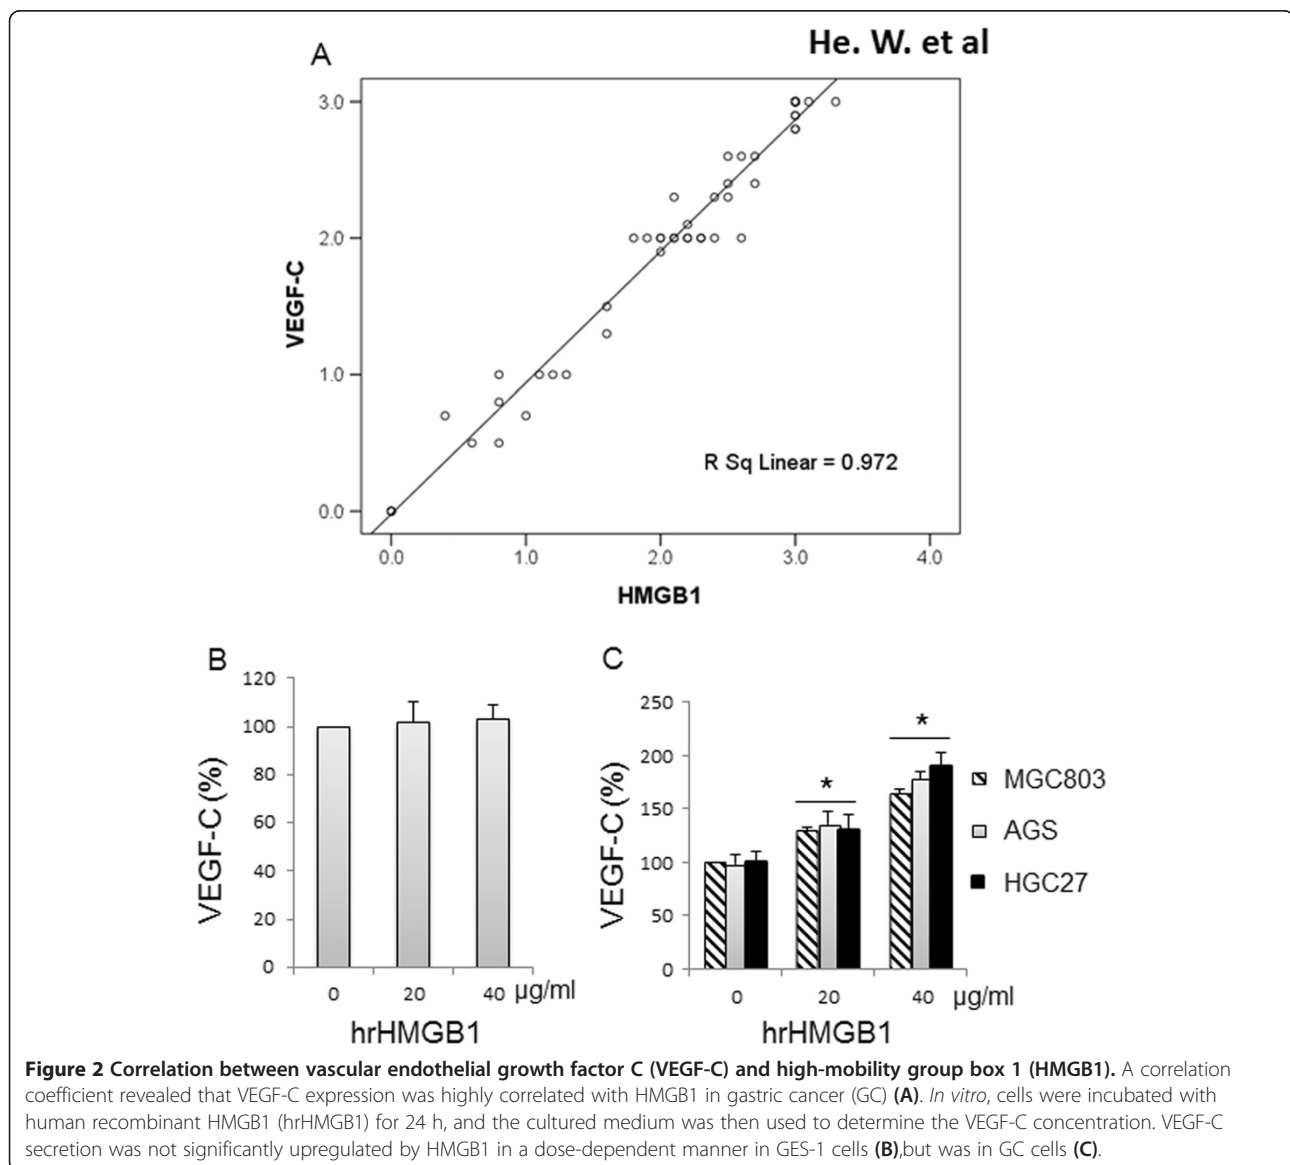 He. W. et al
A
3.0
2.0
1.0
0.0
VEGF-C
R Sq Linear = 0.972
0.0 1.0 2.0 3.0 4.0
HMGB1
B
120
100
80
60
40
20
0
VEGF-C (%)
0 20 40 µg/ml
hrHMGB1
C
250
200
150
100
50
0
VEGF-C (%)
*
*
MGC803
AGS
HGC27
0 20 40 µg/ml
hrHMGB1
Figure 2 Correlation between vascular endothelial growth factor C (VEGF-C) and high-mobility group box 1 (HMGB1). A correlation
coefficient revealed that VEGF-C expression was highly correlated with HMGB1 in gastric cancer (GC) (A). In vitro, cells were incubated with
human recombinant HMGB1 (hrHMGB1) for 24 h, and the cultured medium was then used to determine the VEGF-C concentration. VEGF-C
secretion was not significantly upregulated by HMGB1 in a dose-dependent manner in GES-1 cells (B),but was in GC cells (C).